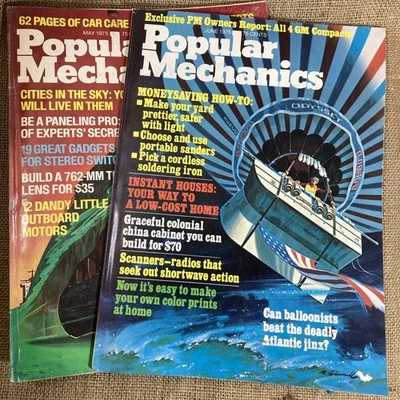 62 PAGES OF CAR CARE
MAY 1975
Popular
Mechanics
CITIES IN THE SKY:
WILL LIVE IN THEM
BE A PANELING PRO:
OF EXPERTS'
19 GREAT GADGETS
FOR STEREO
BUILD A 762-MM
LENS FOR $35
12 DANDY LITTLE
OUTBOARD
MOTORS
Exclusive PM Owners Report: All 4 GM Compacts
JUNE 1975 75 CENTS
Popular
Mechanics
MONEYSAVING HOW-TO:
Make your yard
prettier, safer
with light
Choose and use
portable sanders
Pick a cordless
soldering iron
INSTANT HOUSES:
YOUR WAY TO
A LOW-COST HOME
Graceful colonial
china cabinet you can
build for $70
Scanners–radios that
seek out shortwave action
Now it's easy to make
your own color prints
at home
ODYSSEY
Can balloonists
beat the deadly
Atlantic jinx?